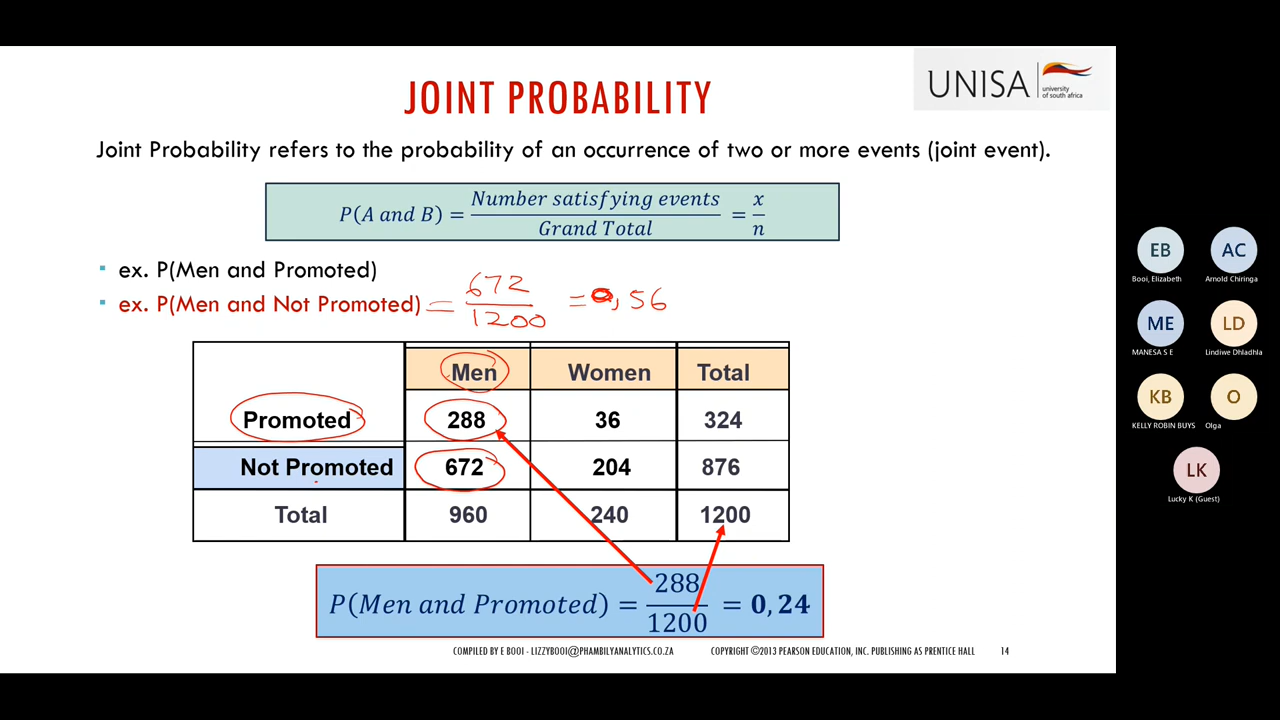 JOINT PROBABILITY
UNISA
university
of south africa
Joint Probability refers to the probability of an occurrence of two or more events (joint event).
P(A and B) = Number satisfying events / Grand Total = x / n
▪ ex. P(Men and Promoted)
▪ ex. P(Men and Not Promoted) = 672 / 1200 = 0,56
Men Women Total
Promoted 288 36 324
Not Promoted 672 204 876
Total 960 240 1200
P(Men and Promoted) = 288 / 1200 = 0,24
COMPILED BY E BOOI - LIZZYBOOI@PHAMBILYANALYTICS.CO.ZA COPYRIGHT ©2013 PEARSON EDUCATION, INC. PUBLISHING AS PRENTICE HALL 14
EB AC
Booi, Elizabeth Arnold Chiringa
ME LD
MANESA S E Lindiwe Dhladhla
KB O
KELLY ROBIN BUYS Olga
LK
Lucky K (Guest)